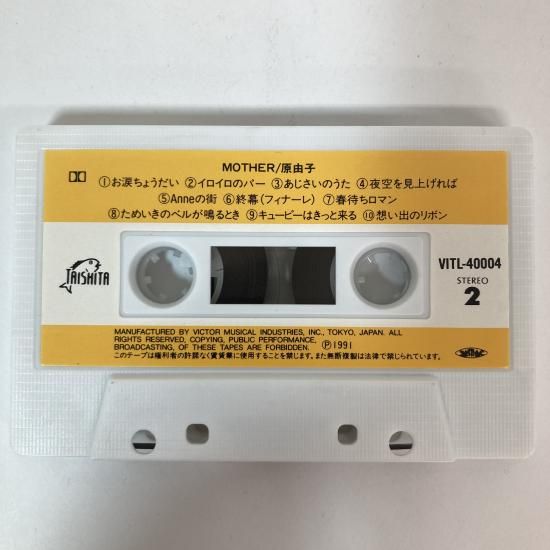 MOTHER/原由子
①お涙ちょうだい ②イロイロのパー ③あじさいのうた ④夜空を見上げれば
⑤Anneの街 ⑥終幕(フィナーレ) ⑦春待ちロマン
⑧ためいきのベルが鳴るとき ⑨キューピーはきっと来る ⑩想い出のリボン
TAISHITA
VITL-40004
STEREO
2
MANUFACTURED BY VICTOR MUSICAL INDUSTRIES, INC., TOKYO, JAPAN. ALL
RIGHTS RESERVED, COPYING, PUBLIC PERFORMANCE,
BROADCASTING, OF THESE TAPES ARE FORBIDDEN. Ⓟ1991
このテープは権利者の許諾なく賃貸業に使用することを禁じます。また無断複製は法律で禁じられています。